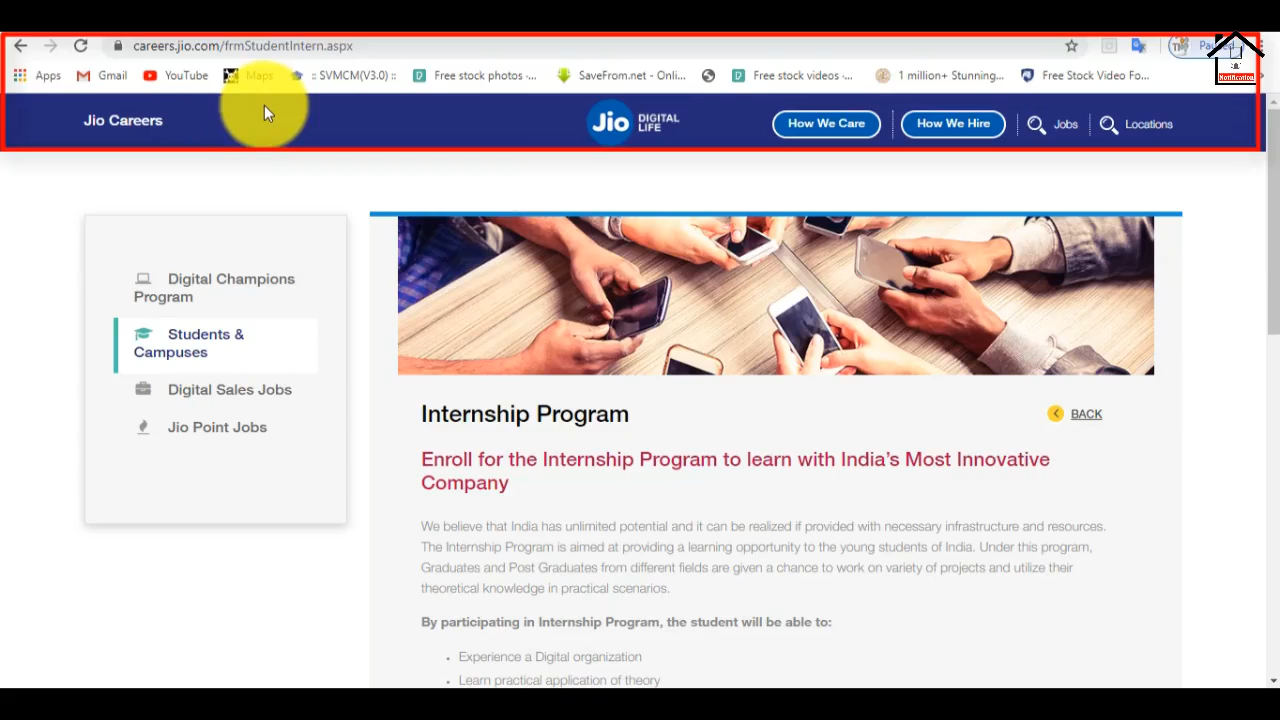 careers.jio.com/frmStudentIntern.aspx
Apps Gmail YouTube Maps :: SVMCM(V3.0) :: Free stock photos -... SaveFrom.net - Onli... Free stock videos -... 1 million+ Stunning... Free Stock Video Fo...
Notification
Jio Careers
Jio DIGITAL LIFE
How We Care
How We Hire
Jobs
Locations
Digital Champions
Program
Students &
Campuses
Digital Sales Jobs
Jio Point Jobs
Internship Program
BACK
Enroll for the Internship Program to learn with India's Most Innovative
Company
We believe that India has unlimited potential and it can be realized if provided with necessary infrastructure and resources.
The Internship Program is aimed at providing a learning opportunity to the young students of India. Under this program,
Graduates and Post Graduates from different fields are given a chance to work on variety of projects and utilize their
theoretical knowledge in practical scenarios.
By participating in Internship Program, the student will be able to:
• Experience a Digital organization
• Learn practical application of theory